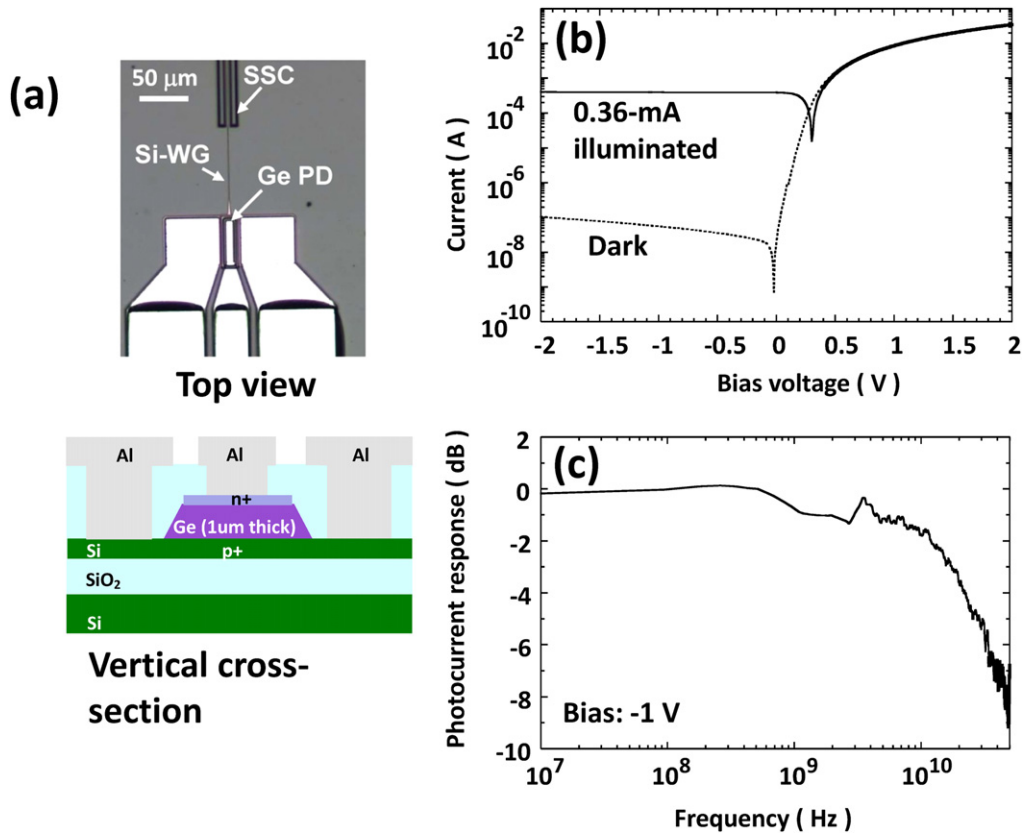 (a)
50 μm
SSC
Si-WG
Ge PD
Top view
Al
Al
Al
n+
Ge (1um thick)
Si
p+
SiO₂
Si
Vertical cross-
section
(b)
10⁻²
10⁻⁴
10⁻⁶
10⁻⁸
10⁻¹⁰
Current ( A )
0.36-mA
illuminated
Dark
-2
-1.5
-1
-0.5
0
0.5
1
1.5
2
Bias voltage ( V )
(c)
2
0
-2
-4
-6
-8
-10
Photocurrent response ( dB )
Bias: -1 V
10⁷
10⁸
10⁹
10¹⁰
Frequency ( Hz )